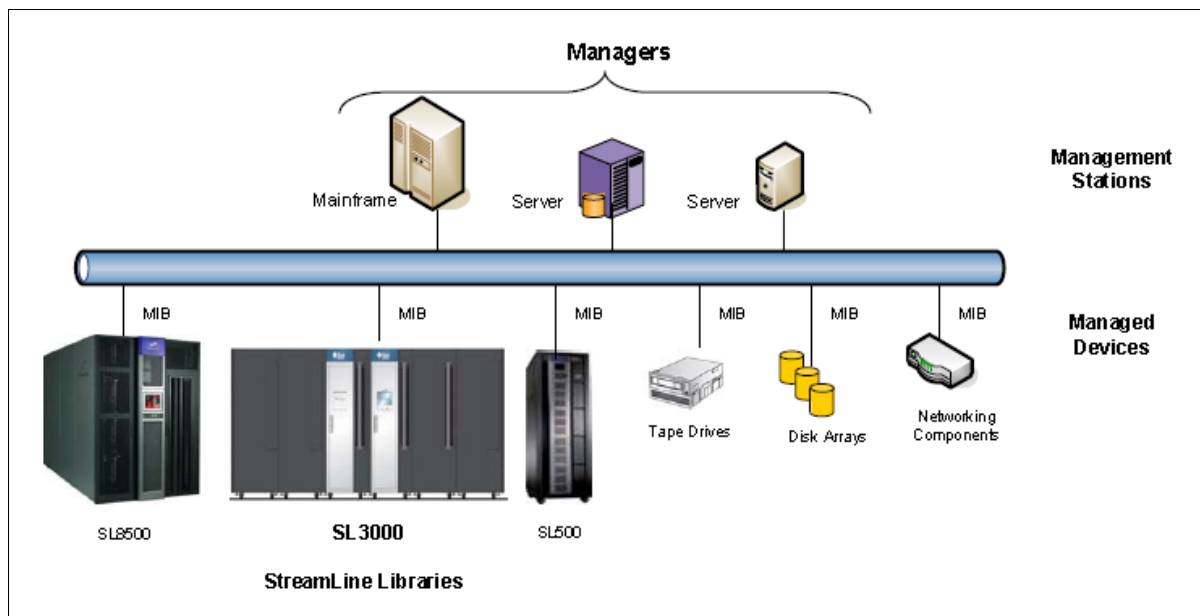 Managers
Management
Stations
Mainframe
Server
Server
MIB
MIB
MIB
MIB
MIB
MIB
Managed
Devices
Tape Drives
Disk Arrays
Networking
Components
SL8500
SL3000
SL500
StreamLine Libraries